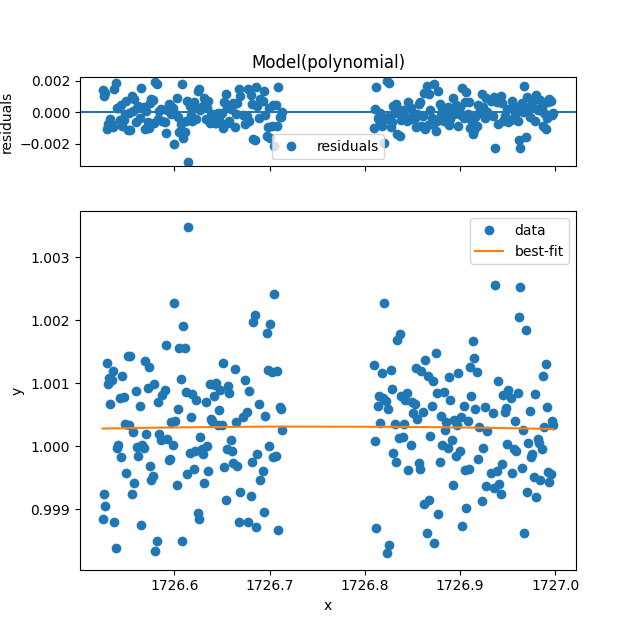 Model(polynomial)
residuals
0.002
0.000
−0.002
residuals
y
1.003
1.002
1.001
1.000
0.999
data
best-fit
1726.6 1726.7 1726.8 1726.9 1727.0
x